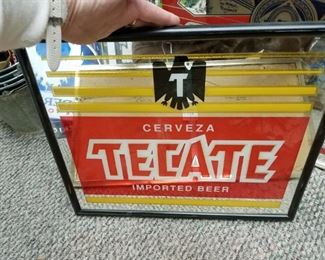 T
CERVEZA
TECATE
IMPORTED BEER